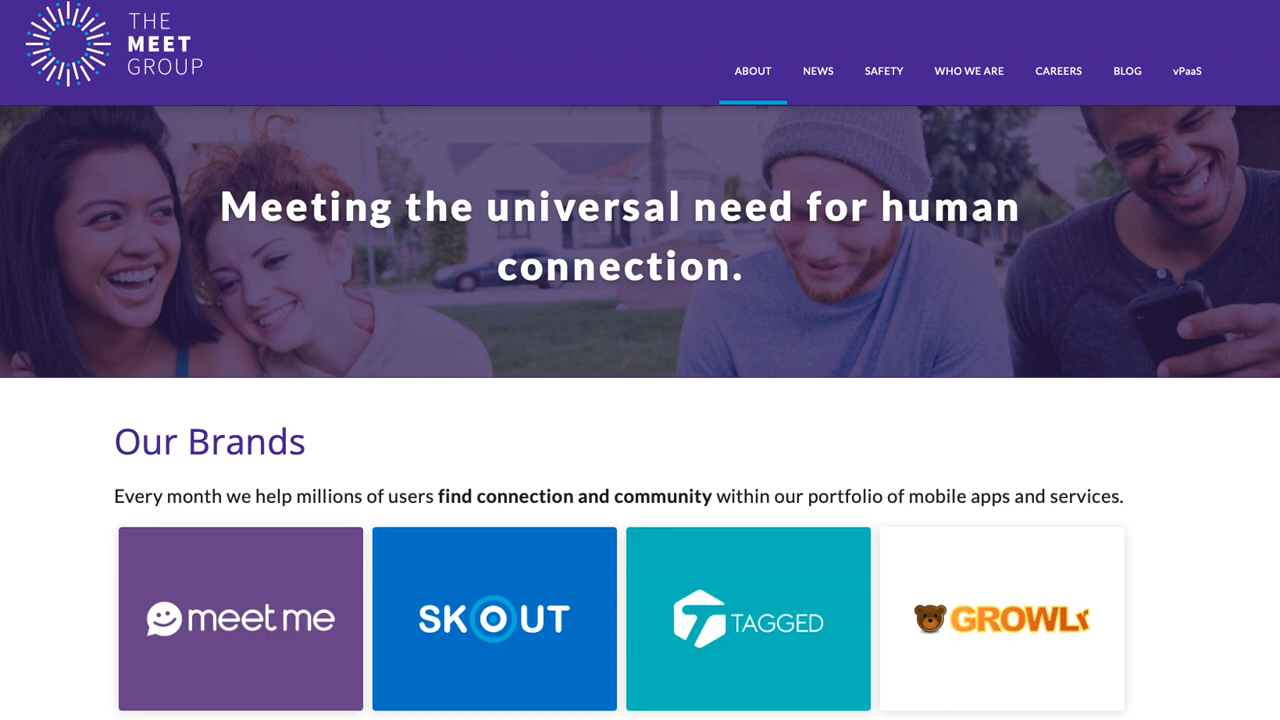 THE
MEET
GROUP
ABOUT NEWS SAFETY WHO WE ARE CAREERS BLOG vPaaS
Meeting the universal need for human
connection.
Our Brands
Every month we help millions of users find connection and community within our portfolio of mobile apps and services.
meet me
SKOUT
TAGGED
GROWLr